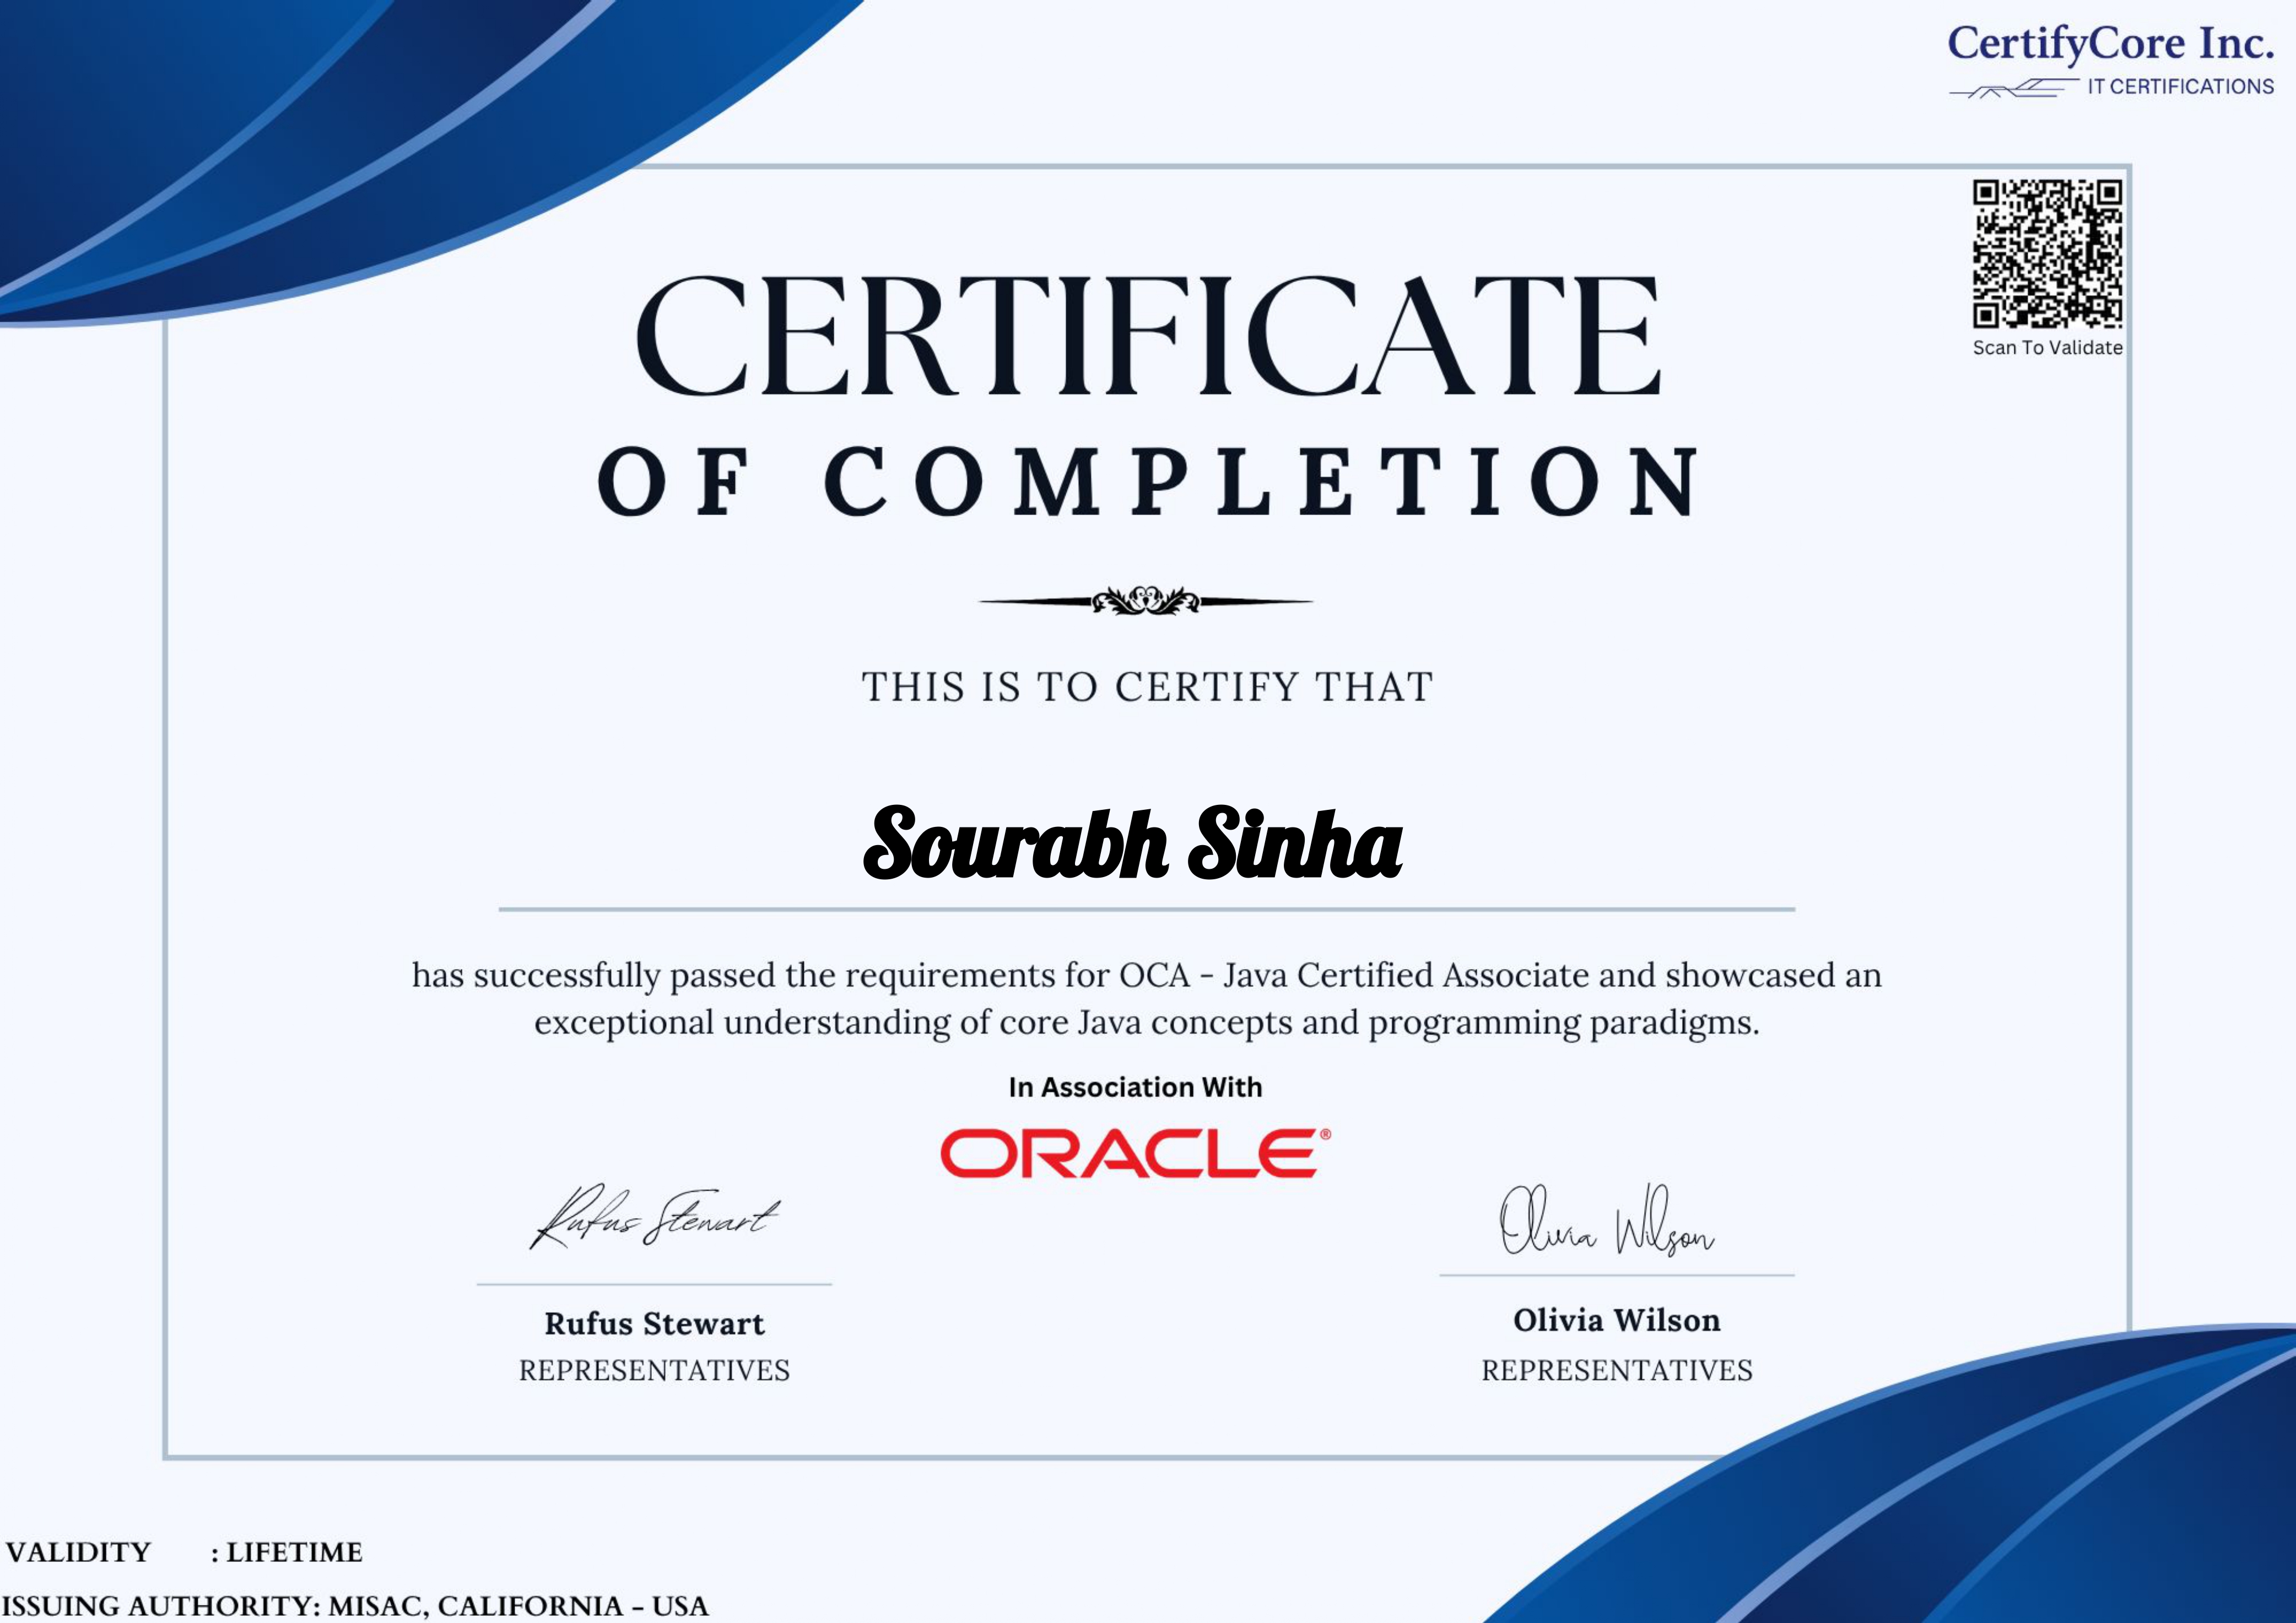 CertifyCore Inc.
IT CERTIFICATIONS
Scan To Validate
CERTIFICATE
OF COMPLETION
THIS IS TO CERTIFY THAT
Sourabh Sinha
has successfully passed the requirements for OCA - Java Certified Associate and showcased an
exceptional understanding of core Java concepts and programming paradigms.
In Association With
ORACLE®
Rufus Stewart
Olivia Wilson
Rufus Stewart
Olivia Wilson
REPRESENTATIVES
REPRESENTATIVES
VALIDITY : LIFETIME
ISSUING AUTHORITY: MISAC, CALIFORNIA - USA